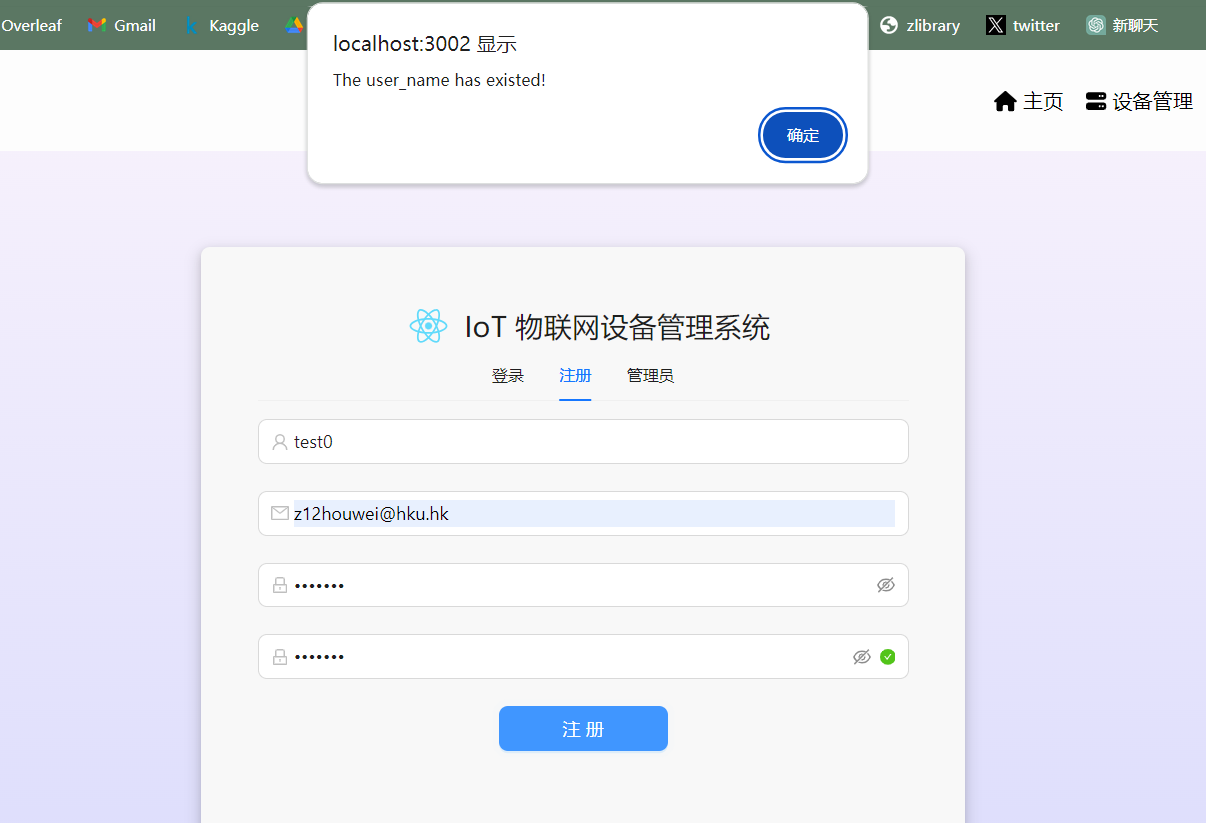 Overleaf Gmail Kaggle zlibrary twitter 新聊天
localhost:3002 显示
The user_name has existed!
确定
主页 设备管理
IoT 物联网设备管理系统
登录 注册 管理员
test0
z12houwei@hku.hk
•••••••
•••••••
注 册